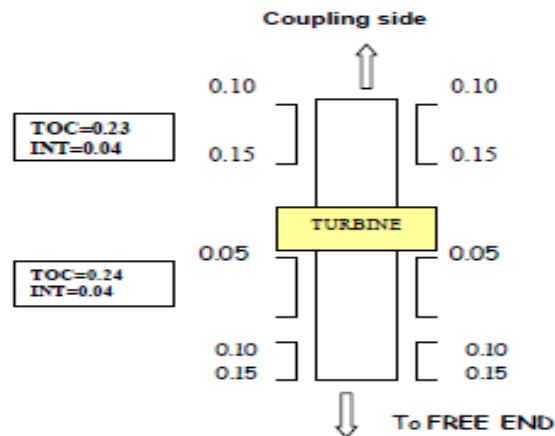 Coupling side
0.10 0.10
TOC=0.23
INT=0.04
0.15 0.15
TURBINE
0.05 0.05
TOC=0.24
INT=0.04
0.10 0.10
0.15 0.15
To FREE END